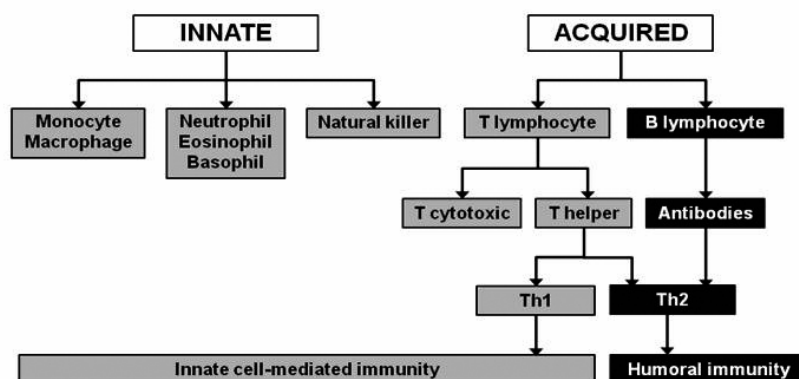 INNATE
ACQUIRED
Monocyte
Macrophage
Neutrophil
Eosinophil
Basophil
Natural killer
T lymphocyte
B lymphocyte
T cytotoxic
T helper
Antibodies
Th1
Th2
Innate cell-mediated immunity
Humoral immunity